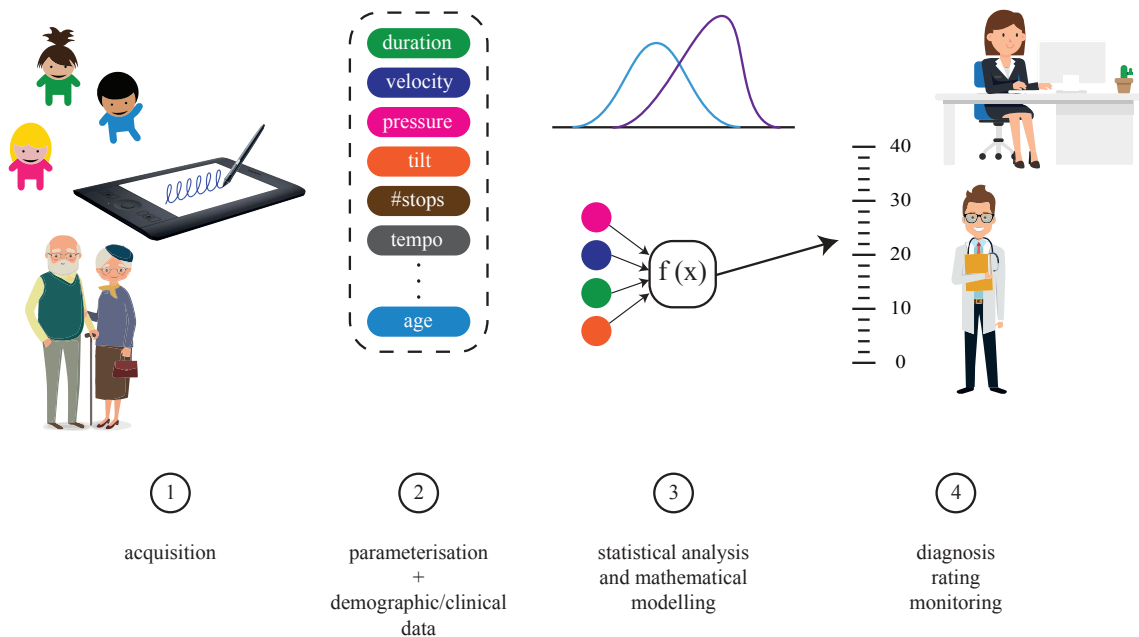 duration
velocity
pressure
tilt
#stops
tempo
age
f (x)
40
30
20
10
0
1
acquisition
2
parameterisation
+
demographic/clinical
data
3
statistical analysis
and mathematical
modelling
4
diagnosis
rating
monitoring